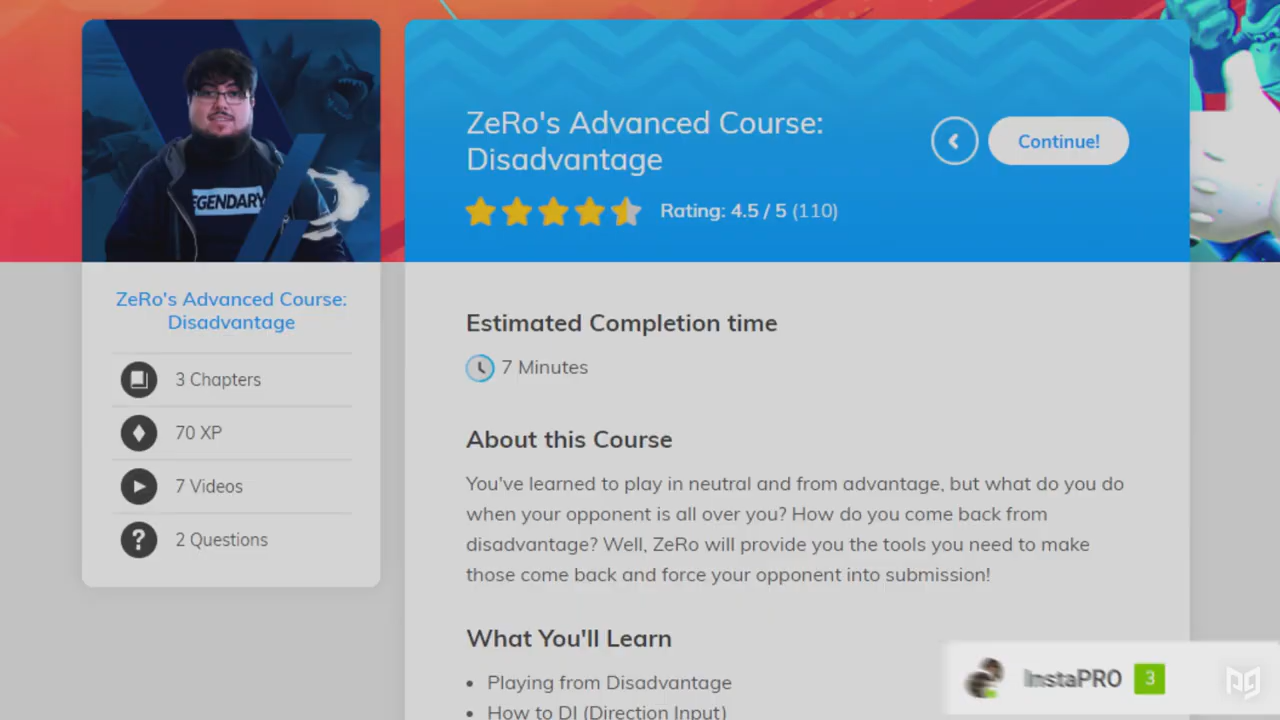 ZeRo's Advanced Course:
Disadvantage
Continue!
Rating: 4.5 / 5 (110)
EGENDARY
ZeRo's Advanced Course:
Disadvantage
3 Chapters
70 XP
7 Videos
2 Questions
Estimated Completion time
7 Minutes
About this Course
You've learned to play in neutral and from advantage, but what do you do
when your opponent is all over you? How do you come back from
disadvantage? Well, ZeRo will provide you the tools you need to make
those come back and force your opponent into submission!
What You'll Learn
• Playing from Disadvantage
• How to DI (Direction Input)
InstaPRO 3